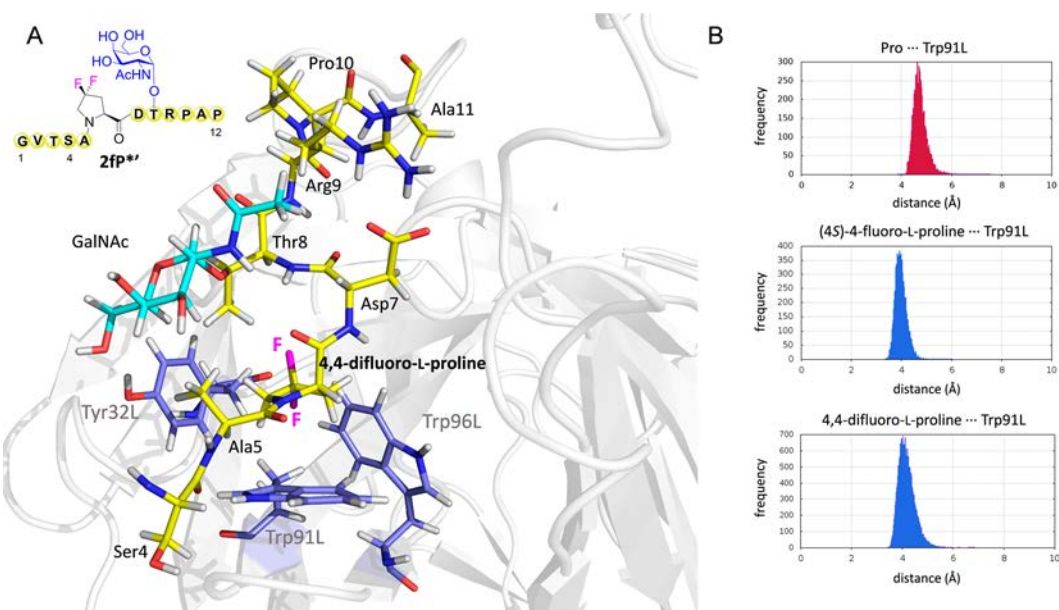 A
HO OH
HO
AcHN
O
O
F F
N
O
G V T S A
D T R P A P
1
4
12
2fP*'
Pro10
Ala11
Arg9
GalNAc
Thr8
Asp7
F
4,4-difluoro-L-proline
F
Tyr32L
Trp96L
Ala5
Trp91L
Ser4
B
Pro ··· Trp91L
frequency
300
250
200
150
100
50
0
0 2 4 6 8 10
distance (Å)
(4S)-4-fluoro-L-proline ··· Trp91L
frequency
400
350
300
250
200
150
100
50
0
0 2 4 6 8 10
distance (Å)
4,4-difluoro-L-proline ··· Trp91L
frequency
700
600
500
400
300
200
100
0
0 2 4 6 8 10
distance (Å)